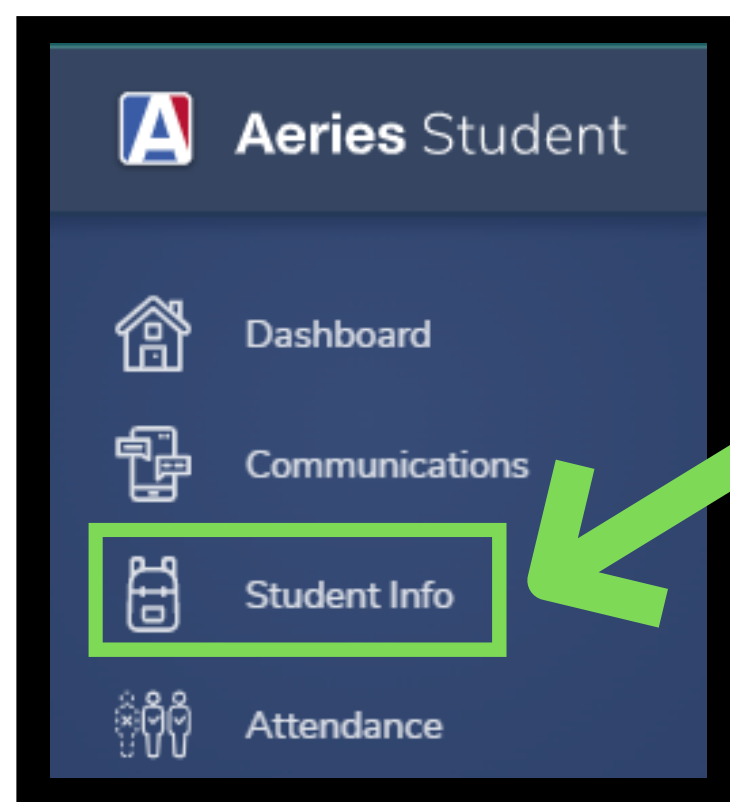 Aeries Student
Dashboard
Communications
Student Info
Attendance